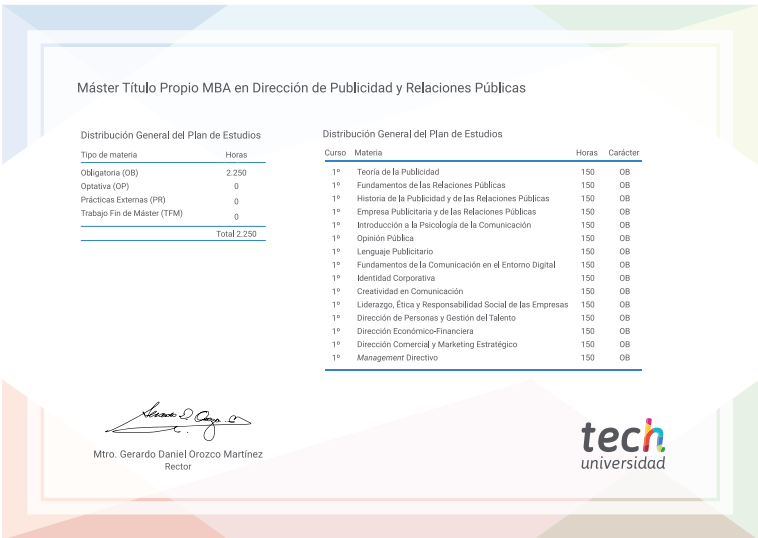 Máster Título Propio MBA en Dirección de Publicidad y Relaciones Públicas
Distribución General del Plan de Estudios
Tipo de materia Horas
Obligatoria (OB) 2.250
Optativa (OP) 0
Prácticas Externas (PR) 0
Trabajo Fin de Máster (TFM) 0
Total 2.250
Distribución General del Plan de Estudios
Curso Materia Horas Carácter
1º Teoría de la Publicidad 150 OB
1º Fundamentos de las Relaciones Públicas 150 OB
1º Historia de la Publicidad y de las Relaciones Públicas 150 OB
1º Empresa Publicitaria y de las Relaciones Públicas 150 OB
1º Introducción a la Psicología de la Comunicación 150 OB
1º Opinión Pública 150 OB
1º Lenguaje Publicitario 150 OB
1º Fundamentos de la Comunicación en el Entorno Digital 150 OB
1º Identidad Corporativa 150 OB
1º Creatividad en Comunicación 150 OB
1º Liderazgo, Ética y Responsabilidad Social de las Empresas 150 OB
1º Dirección de Personas y Gestión del Talento 150 OB
1º Dirección Económico-Financiera 150 OB
1º Dirección Comercial y Marketing Estratégico 150 OB
1º Management Directivo 150 OB
Mtro. Gerardo Daniel Orozco Martínez
Rector
tech
universidad